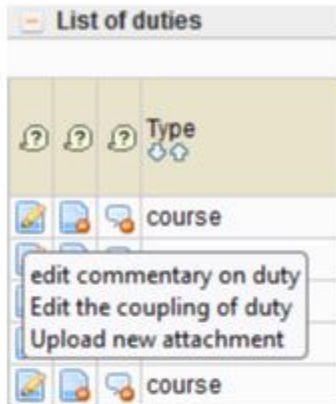 List of duties
Type
course
edit commentary on duty
Edit the coupling of duty
Upload new attachment
course